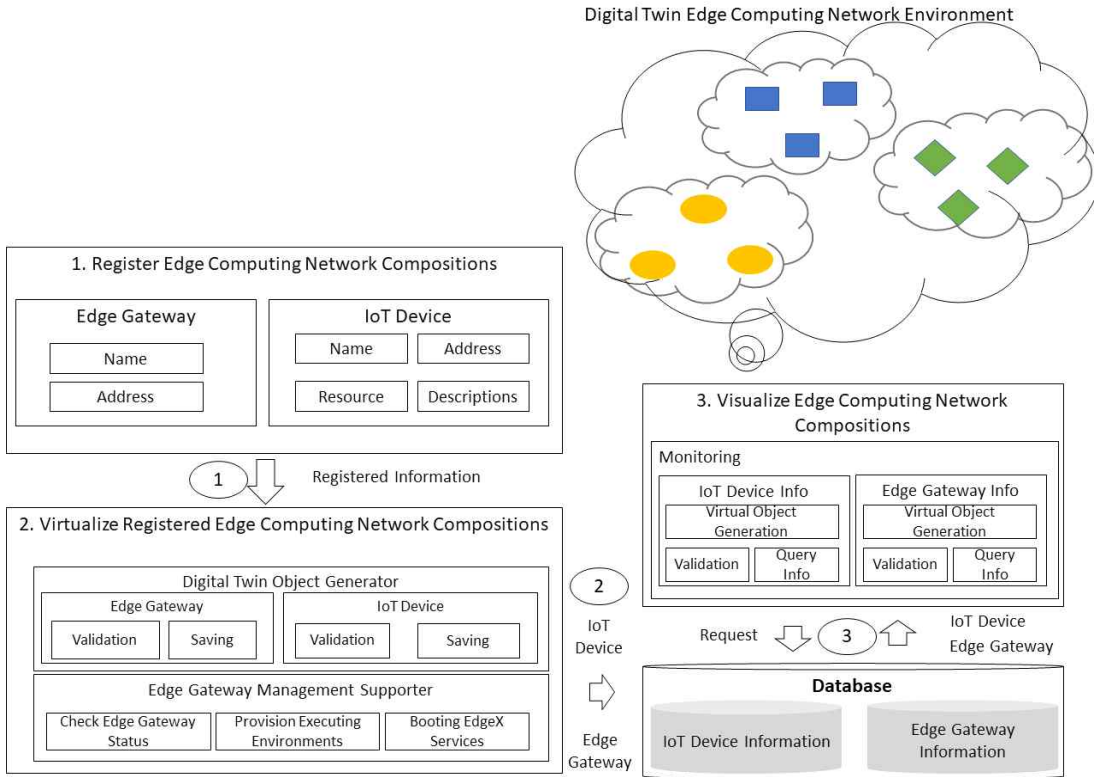 Digital Twin Edge Computing Network Environment
1. Register Edge Computing Network Compositions
Edge Gateway
Name
Address
IoT Device
Name
Address
Resource
Descriptions
1
Registered Information
2. Virtualize Registered Edge Computing Network Compositions
Digital Twin Object Generator
Edge Gateway
Validation
Saving
IoT Device
Validation
Saving
Edge Gateway Management Supporter
Check Edge Gateway
Status
Provision Executing
Environments
Booting EdgeX
Services
2
IoT
Device
Edge
Gateway
3. Visualize Edge Computing Network
Compositions
Monitoring
IoT Device Info
Virtual Object
Generation
Validation
Query
Info
Edge Gateway Info
Virtual Object
Generation
Validation
Query
Info
Request
3
IoT Device
Edge Gateway
Database
IoT Device Information
Edge Gateway
Information